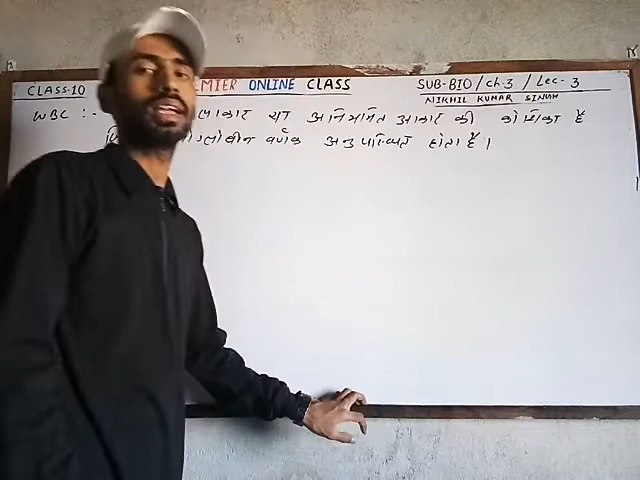 CLASS-10 MIER ONLINE CLASS SUB-BIO / ch-3 / Lec-3
NIKHIL KUMAR SINGH
WBC :- लाकार या अनियमित आकार की कोशिका है
लोबीन वर्णक अनुपस्थित होता है।